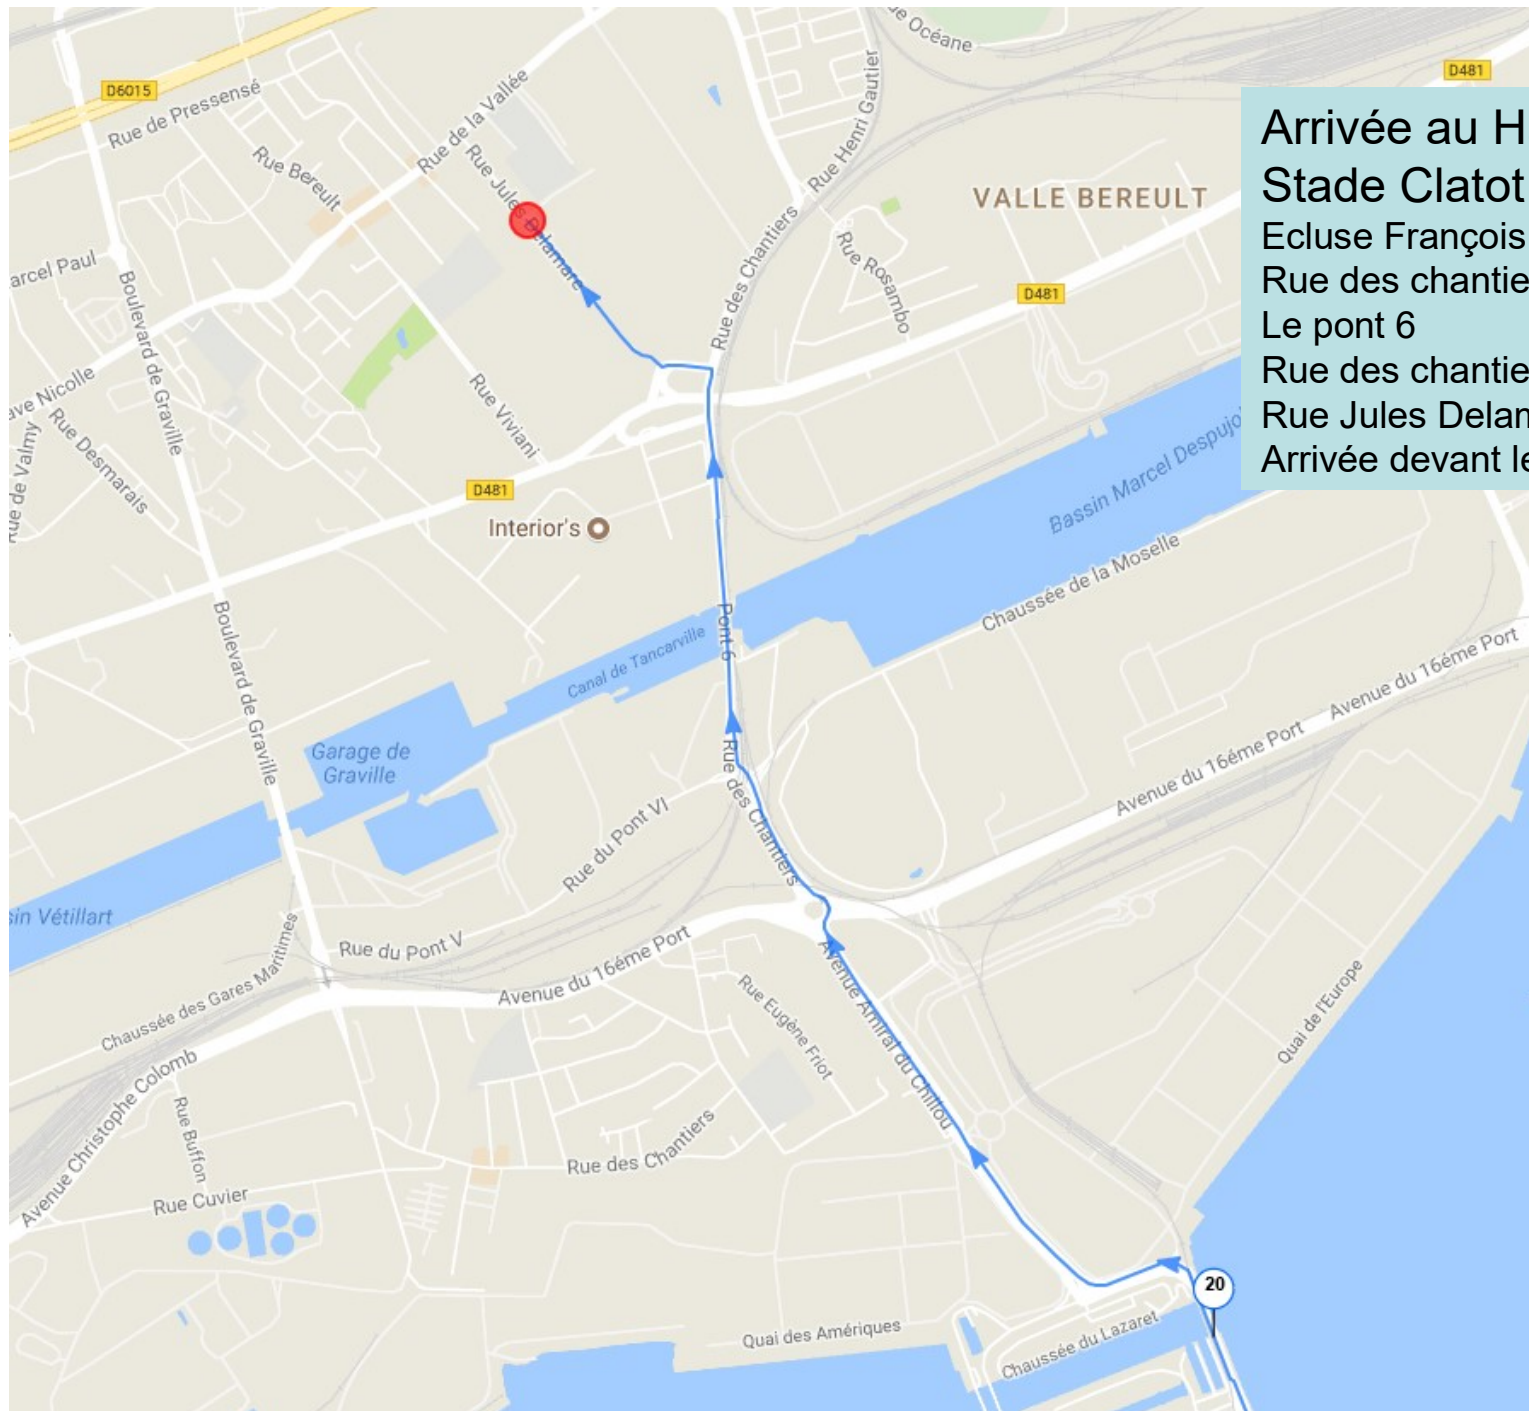 Océane
D481
D6015
Rue de Pressensé
Rue de la Vallée
Rue Henri Gautier
Arrivée au H
Stade Clatot
Ecluse François
Rue des chantie
Le pont 6
Rue des chantie
Rue Jules Delam
Arrivée devant le
Rue Bereult
Rue Jules Delamare
VALLE BEREULT
Rue des Chantiers
Rue Rosambo
arcel Paul
Boulevard de Graville
D481
ave Nicolle
Rue Viviani
Rue de Valmy
Rue Desmarais
Bassin Marcel Despujol
D481
Interior's
Chaussée de la Moselle
Pont 6
Canal de Tancarville
Boulevard de Graville
Avenue du 16éme Port
Garage de
Graville
Rue des Chantiers
Avenue du 16éme Port
Rue du Pont VI
sin Vétillart
Rue du Pont V
Avenue du 16éme Port
Chaussée des Gares Maritimes
Rue Eugène Friot
Avenue Amiral du Chillou
Quai de l'Europe
Avenue Christophe Colomb
Rue Buffon
Rue des Chantiers
Rue Cuvier
20
Quai des Amériques
Chaussée du Lazaret